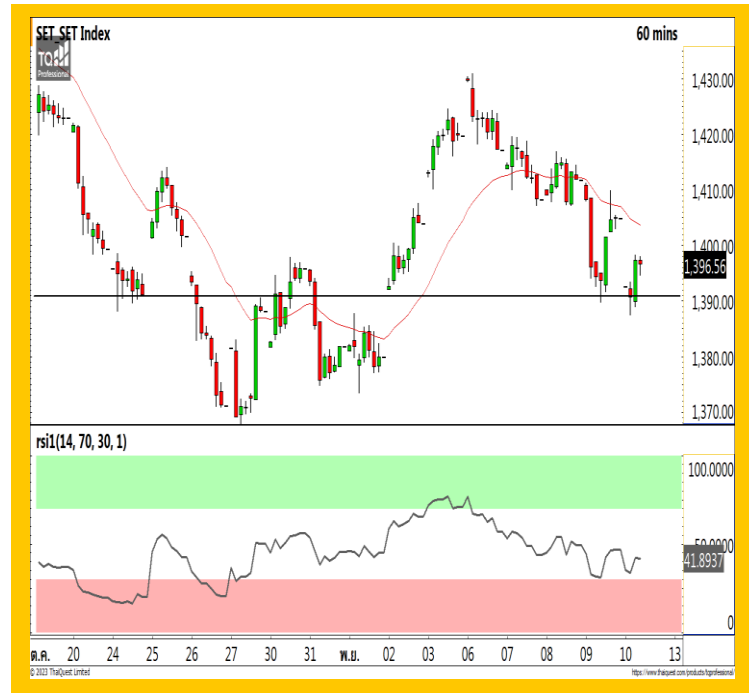 SET_SET Index 60 mins
TQ
Professional
1,430.00
1,420.00
1,410.00
1,400.00
1,396.56
1,390.00
1,380.00
1,370.00
rsi1(14, 70, 30, 1)
100.0000
50.0000
41.8937
0
ต.ค. 20 24 25 26 27 30 31 พ.ย. 02 03 06 07 08 09 10 13
© 2023 ThaiQuest Limited https://www.thaiquest.com/products/tqprofessional/